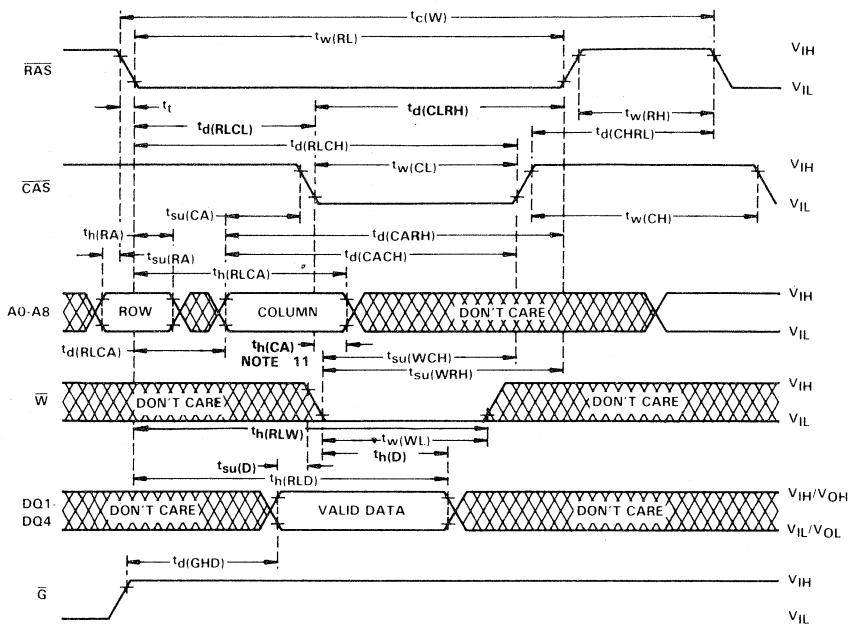 tc(W)
tw(RL)
RAS
VIH
VIL
tt
td(RLCL)
td(CLRH)
tw(RH)
td(CHRL)
td(RLCH)
CAS
tw(CL)
VIH
VIL
tsu(CA)
tw(CH)
th(RA)
td(CARH)
tsu(RA)
td(CACH)
th(RLCA)
A0-A8
ROW
COLUMN
DON'T CARE
VIH
VIL
td(RLCA)
th(CA)
NOTE 11
tsu(WCH)
tsu(WRH)
W
DON'T CARE
DON'T CARE
VIH
VIL
th(RLW)
tw(WL)
th(D)
tsu(D)
th(RLD)
DQ1-
DQ4
DON'T CARE
VALID DATA
DON'T CARE
VIH/VOH
VIL/VOL
td(GHD)
G
VIH
VIL